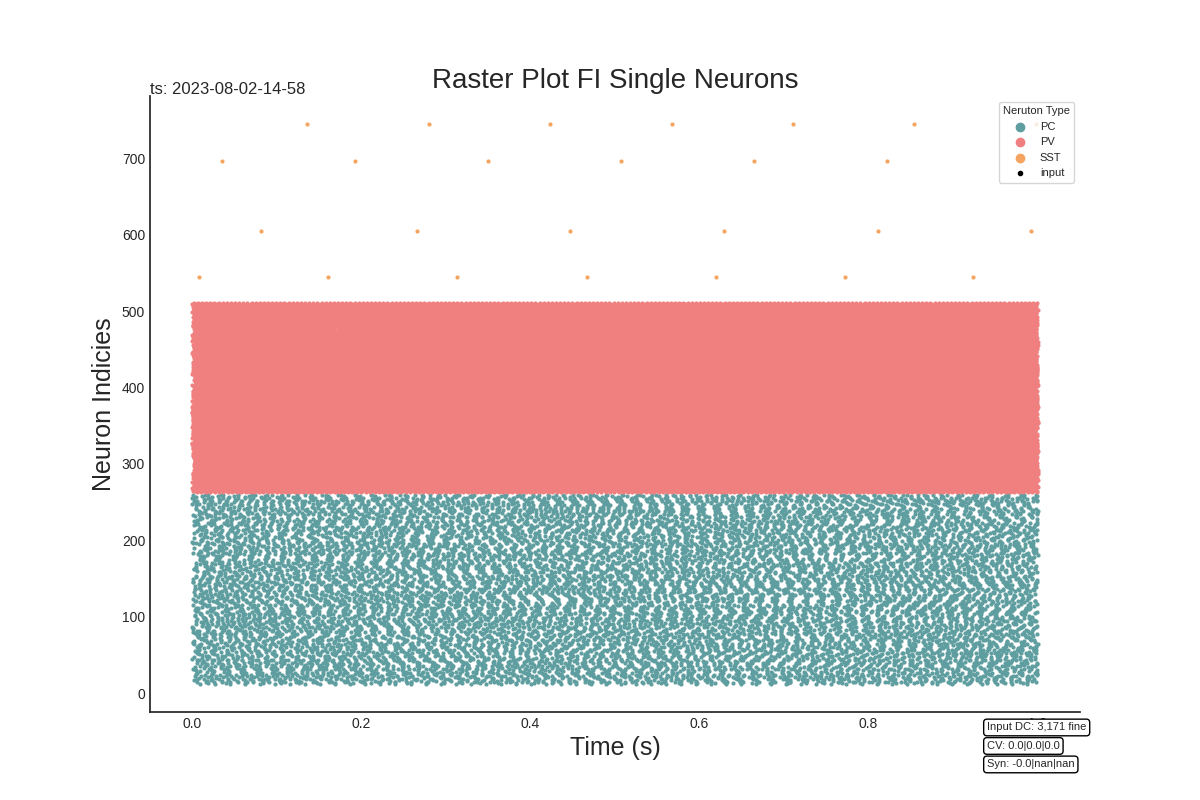 Raster Plot FI Single Neurons
ts: 2023-08-02-14-58
Neruton Type
PC
PV
SST
input
700
600
500
400
300
200
100
0
Neuron Indicies
0.0 0.2 0.4 0.6 0.8
Time (s)
Input DC: 3,171 fine
CV: 0.0|0.0|0.0
Syn: -0.0|nan|nan